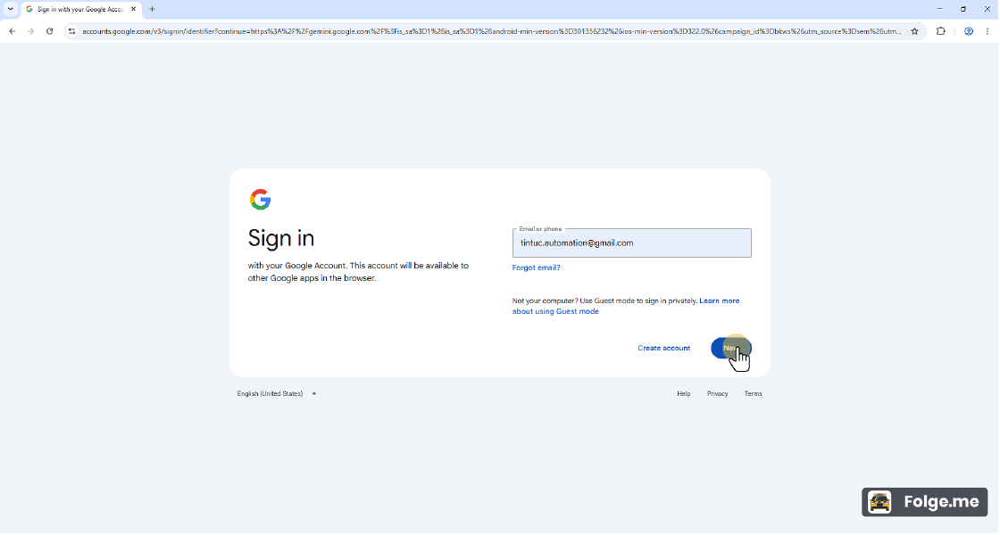 Sign in with your Google Accou
accounts.google.com/v3/signin/identifier?continue=https%3A%2F%2Fgemini.google.com%2F%3Fis_sa%3D1%26is_sa%3D1%26android-min-version%3D301356232%26ios-min-version%3D322.0%26campaign_id%3Dbkws%26utm_source%3Dsem%26utm...
Sign in
with your Google Account. This account will be available to
other Google apps in the browser.
Email or phone
tintuc.automation@gmail.com
Forgot email?
Not your computer? Use Guest mode to sign in privately. Learn more
about using Guest mode
Create account
Next
English (United States)
Help
Privacy
Terms
Folge.me